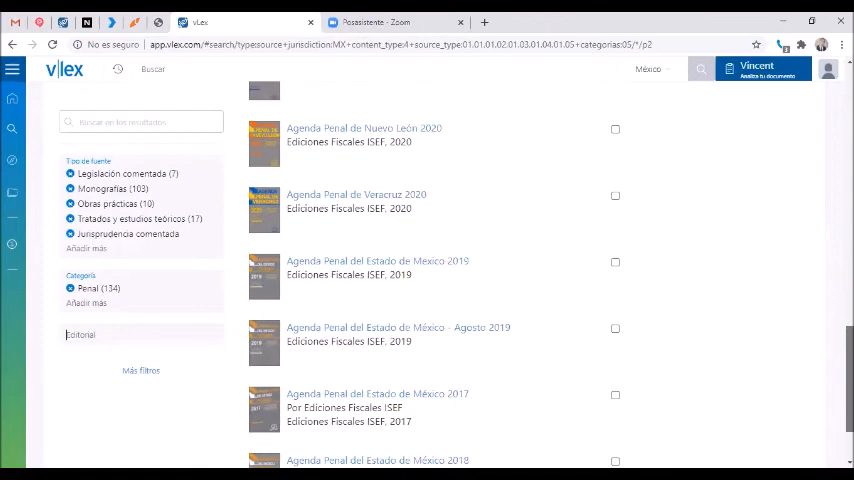 vLex
Posasistente - Zoom
No es seguro
app.vlex.com/#search/type:source+jurisdiction:MX+content_type:4+source_type:01.01.01.02.01.03.01.04.01.05+categorias:05/*/p2
vlex
Buscar
México
Vincent
Analiza tu documento
Buscar en los resultados
Tipo de fuente
Legislación comentada (7)
Monografías (103)
Obras prácticas (10)
Tratados y estudios teóricos (17)
Jurisprudencia comentada
Añadir más
Categoría
Penal (134)
Añadir más
Editorial
Más filtros
Agenda Penal de Nuevo León 2020
Ediciones Fiscales ISEF, 2020
Agenda Penal de Veracruz 2020
Ediciones Fiscales ISEF, 2020
Agenda Penal del Estado de Mexico 2019
Ediciones Fiscales ISEF, 2019
Agenda Penal del Estado de México - Agosto 2019
Ediciones Fiscales ISEF, 2019
Agenda Penal del Estado de México 2017
Por Ediciones Fiscales ISEF
Ediciones Fiscales ISEF, 2017
Agenda Penal del Estado de México 2018